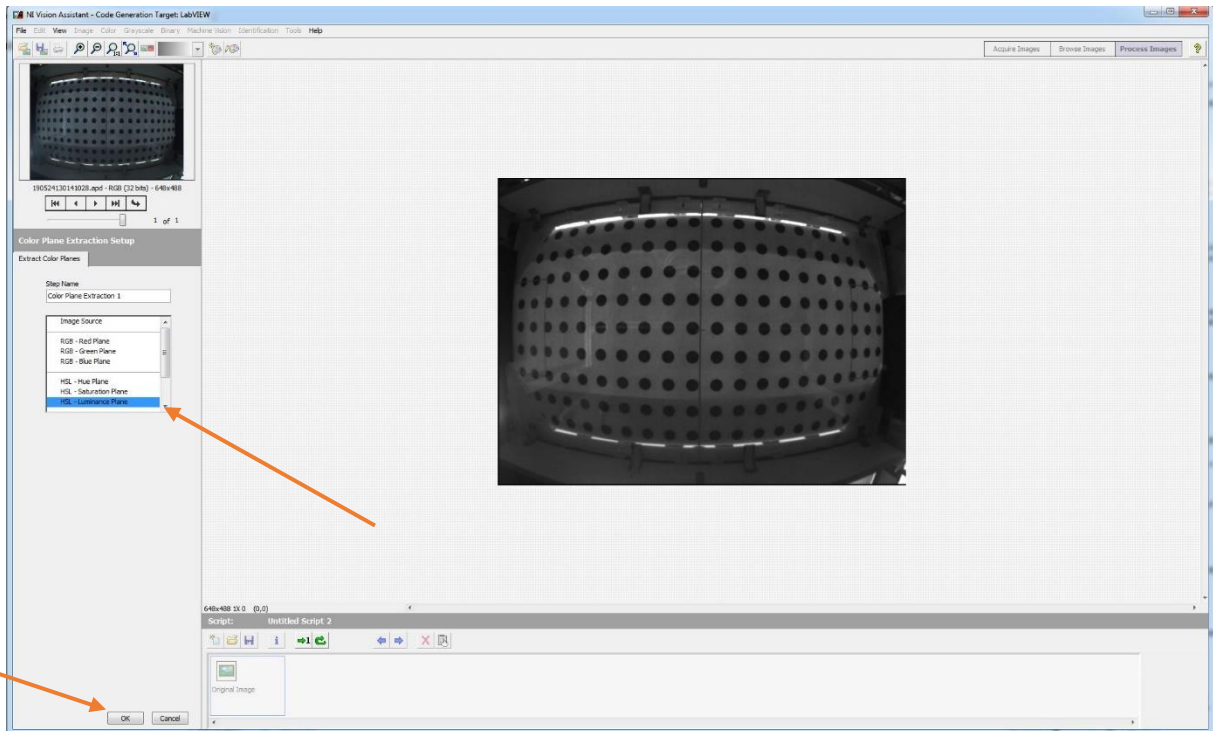 NI Vision Assistant - Code Generation Target: LabVIEW
File Edit View Image Color Grayscale Binary Machine Vision Identification Tools Help
Acquire Images Browse Images Process Images ?
190524130141028.apd - RGB (32 bits) - 648x488
1 of 1
Color Plane Extraction Setup
Extract Color Planes
Step Name
Color Plane Extraction 1
Image Source
RGB - Red Plane
RGB - Green Plane
RGB - Blue Plane
HSL - Hue Plane
HSL - Saturation Plane
HSL - Luminance Plane
648x488 1X 0 (0,0)
Script: Untitled Script 2
Original Image
OK Cancel